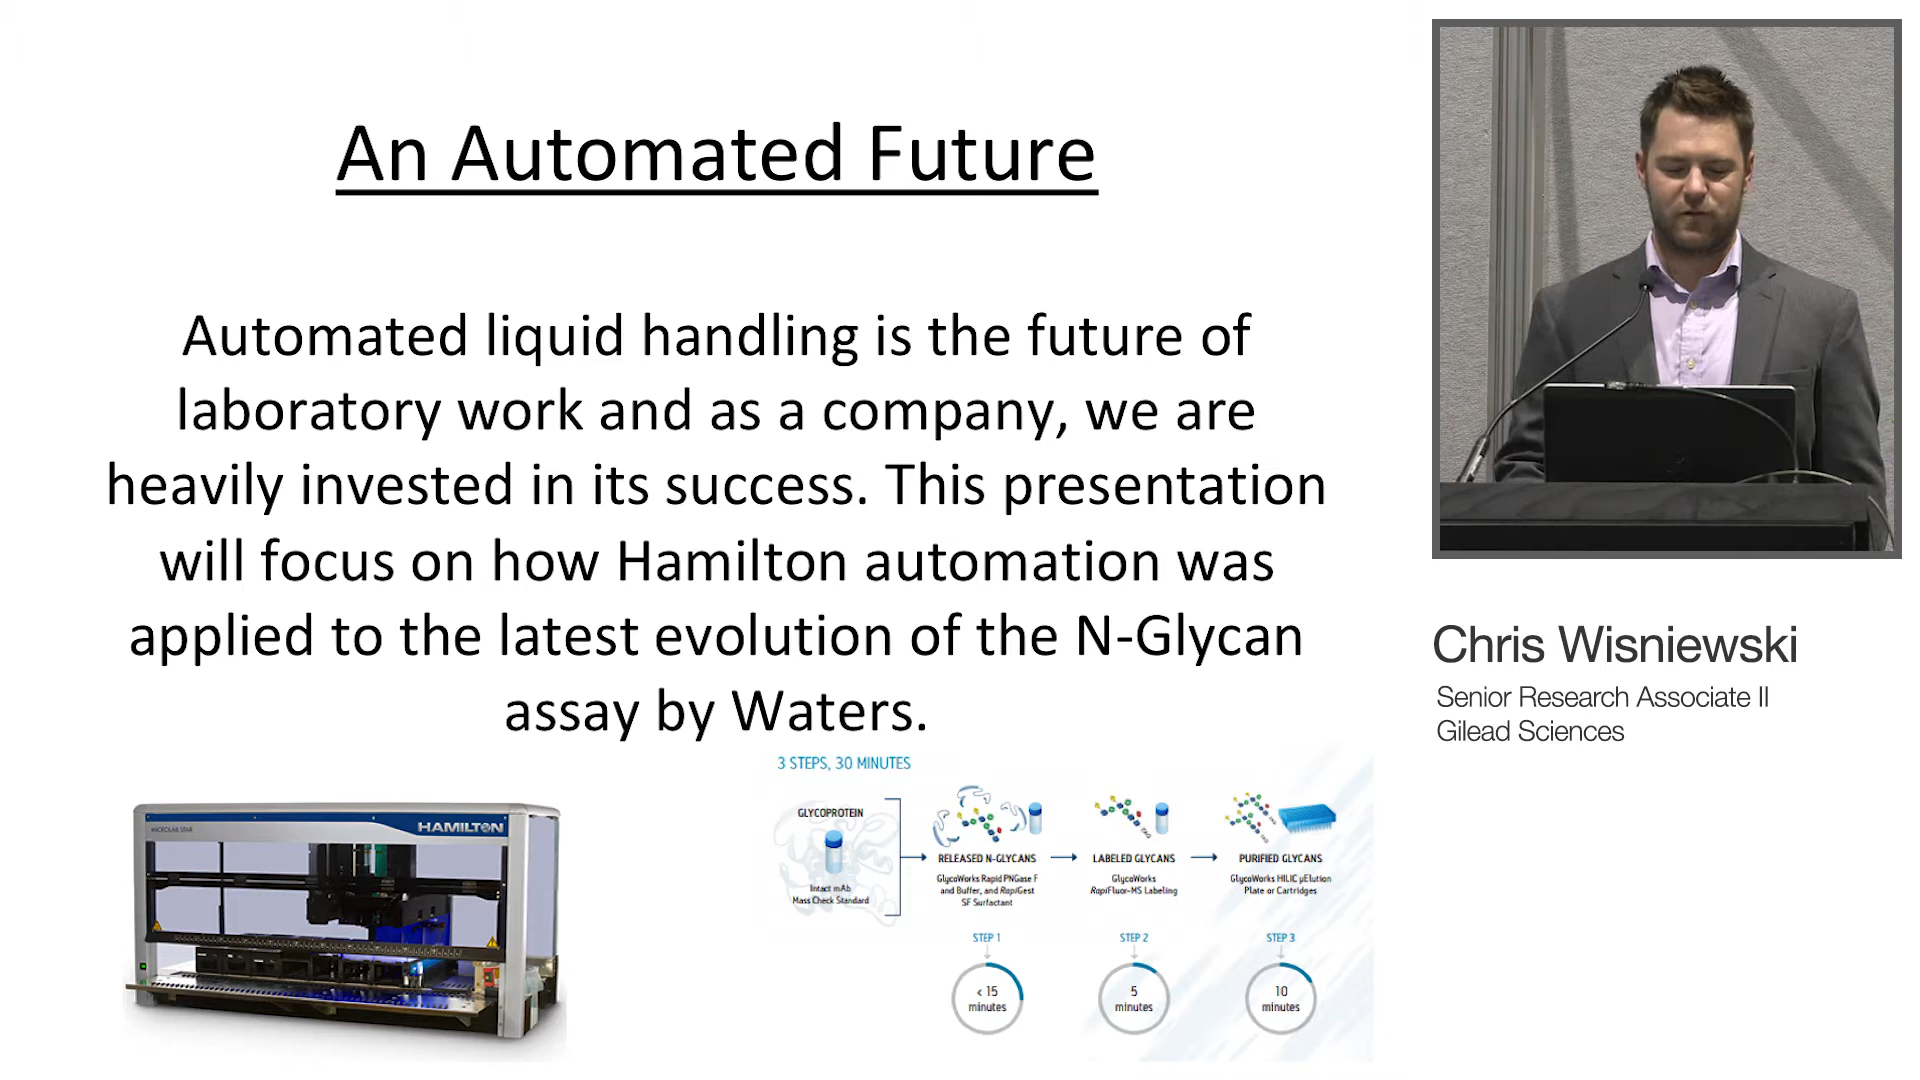 An Automated Future
Automated liquid handling is the future of
laboratory work and as a company, we are
heavily invested in its success. This presentation
will focus on how Hamilton automation was
applied to the latest evolution of the N-Glycan
assay by Waters.
MICROLAB STAR
HAMILTON
3 STEPS, 30 MINUTES
GLYCOPROTEIN
Intact mAb
Mass Check Standard
RELEASED N-GLYCANS
GlycoWorks Rapid PNGase F
and Buffer, and RapiGest
SF Surfactant
LABELED GLYCANS
GlycoWorks
RapiFluor-MS Labeling
PURIFIED GLYCANS
GlycoWorks HILIC µElution
Plate or Cartridges
TAG
TAG
TAG
STEP 1
< 15
minutes
STEP 2
5
minutes
STEP 3
10
minutes
Chris Wisniewski
Senior Research Associate II
Gilead Sciences